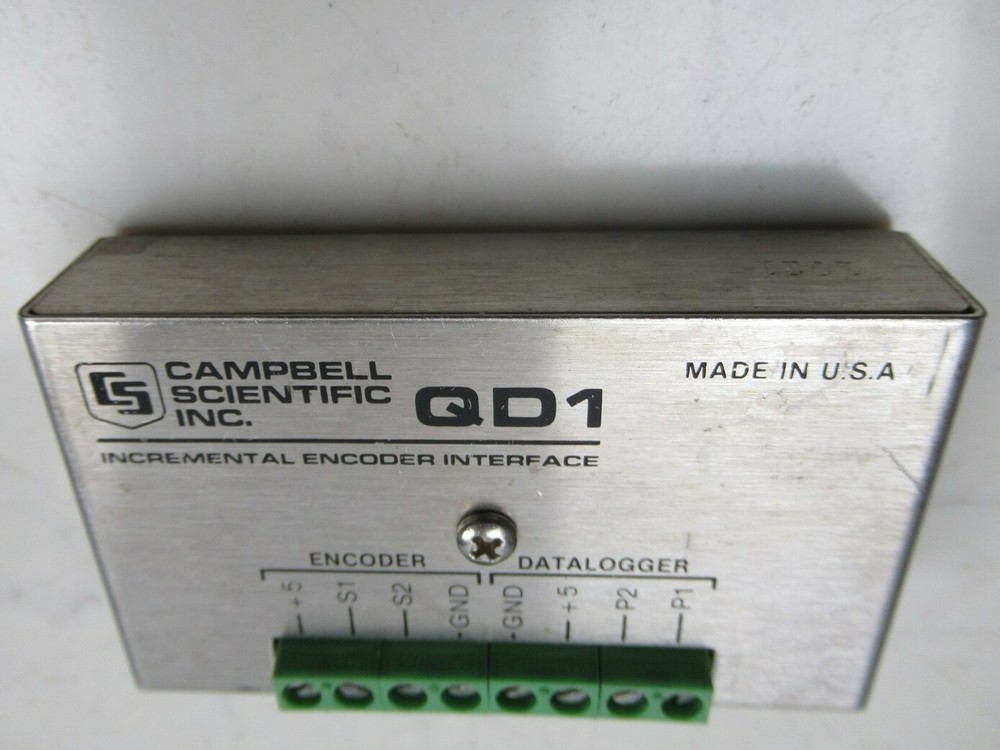 CS
CAMPBELL
SCIENTIFIC
INC.
QD1
MADE IN U.S.A
INCREMENTAL ENCODER INTERFACE
ENCODER
DATALOGGER
+5
S1
S2
GND
GND
+5
P2
P1